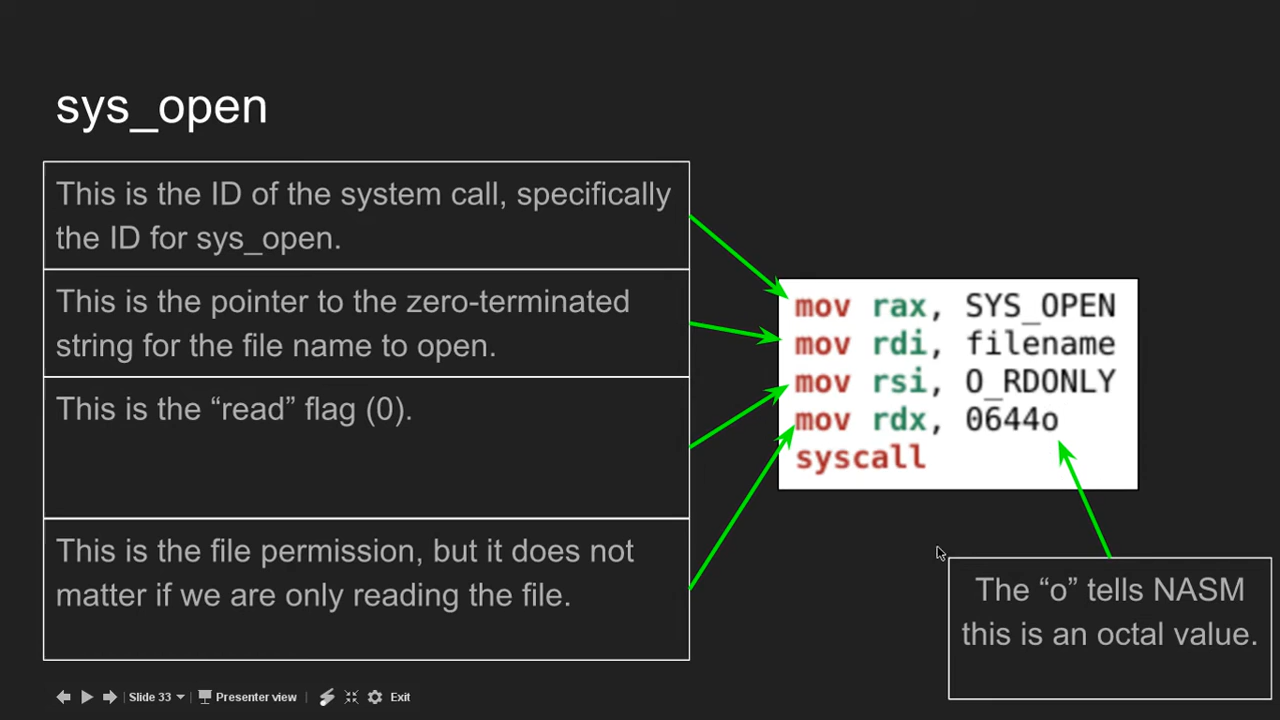 sys_open
This is the ID of the system call, specifically
the ID for sys_open.
This is the pointer to the zero-terminated
string for the file name to open.
This is the “read” flag (0).
This is the file permission, but it does not
matter if we are only reading the file.
mov rax, SYS_OPEN
mov rdi, filename
mov rsi, O_RDONLY
mov rdx, 0644o
syscall
The “o” tells NASM
this is an octal value.
Slide 33 Presenter view Exit